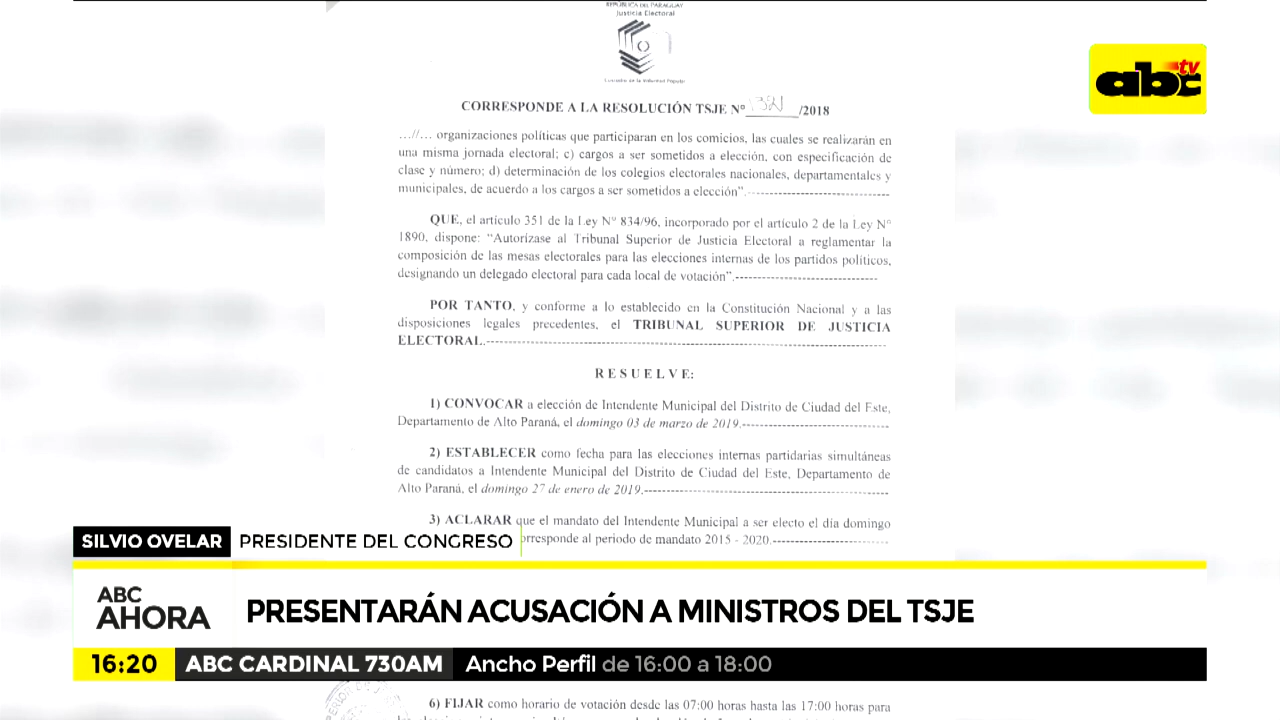 REPÚBLICA DEL PARAGUAY
Justicia Electoral
Custodio de la Voluntad Popular
CORRESPONDE A LA RESOLUCIÓN TSJE N° /2018
abc tv
…//… organizaciones políticas que participaran en los comicios, las cuales se realizarán en
una misma jornada electoral; c) cargos a ser sometidos a elección, con especificación de
clase y número; d) determinación de los colegios electorales nacionales, departamentales y
municipales, de acuerdo a los cargos a ser sometidos a elección”.--------------------------
QUE, el artículo 351 de la Ley N° 834/96, incorporado por el artículo 2 de la Ley N°
1890, dispone: “Autorízase al Tribunal Superior de Justicia Electoral a reglamentar la
composición de las mesas electorales para las elecciones internas de los partidos políticos,
designando un delegado electoral para cada local de votación”.--------------------------
POR TANTO, y conforme a lo establecido en la Constitución Nacional y a las
disposiciones legales precedentes, el TRIBUNAL SUPERIOR DE JUSTICIA
ELECTORAL.--------------------------------------------------------------------------------
R E S U E L V E:
1) CONVOCAR a elección de Intendente Municipal del Distrito de Ciudad del Este,
Departamento de Alto Paraná, el domingo 03 de marzo de 2019.-----------------------------
2) ESTABLECER como fecha para las elecciones internas partidarias simultáneas
de candidatos a Intendente Municipal del Distrito de Ciudad del Este, Departamento de
Alto Paraná, el domingo 27 de enero de 2019.-----------------------------------------------
3) ACLARAR que el mandato del Intendente Municipal a ser electo el día domingo
orresponde al periodo de mandato 2015 - 2020.-----------------------
SILVIO OVELAR PRESIDENTE DEL CONGRESO
ABC
AHORA
PRESENTARÁN ACUSACIÓN A MINISTROS DEL TSJE
16:20 ABC CARDINAL 730AM Ancho Perfil de 16:00 a 18:00
6) FIJAR como horario de votación desde las 07:00 horas hasta las 17:00 horas para